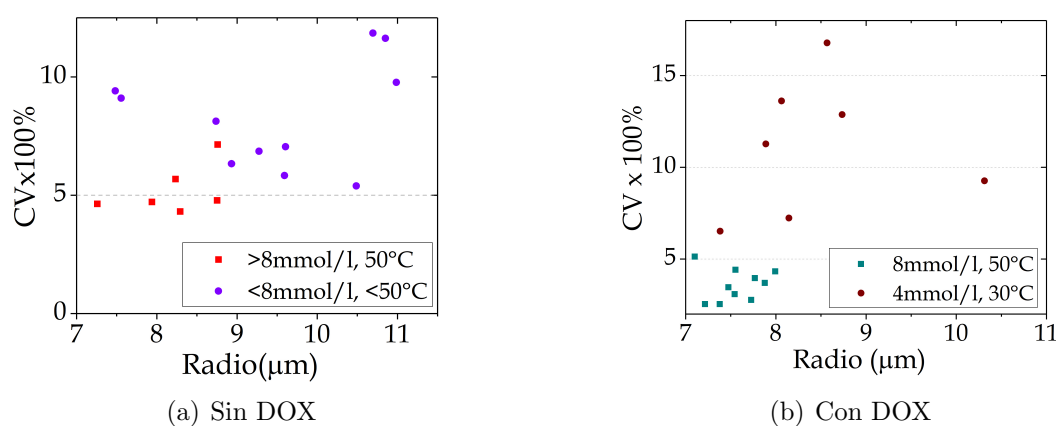 CVx100%
10
5
0
>8mmol/l, 50°C
<8mmol/l, <50°C
7 8 9 10 11
Radio(μm)
(a) Sin DOX
CV x 100%
15
10
5
8mmol/l, 50°C
4mmol/l, 30°C
7 8 9 10 11
Radio (μm)
(b) Con DOX